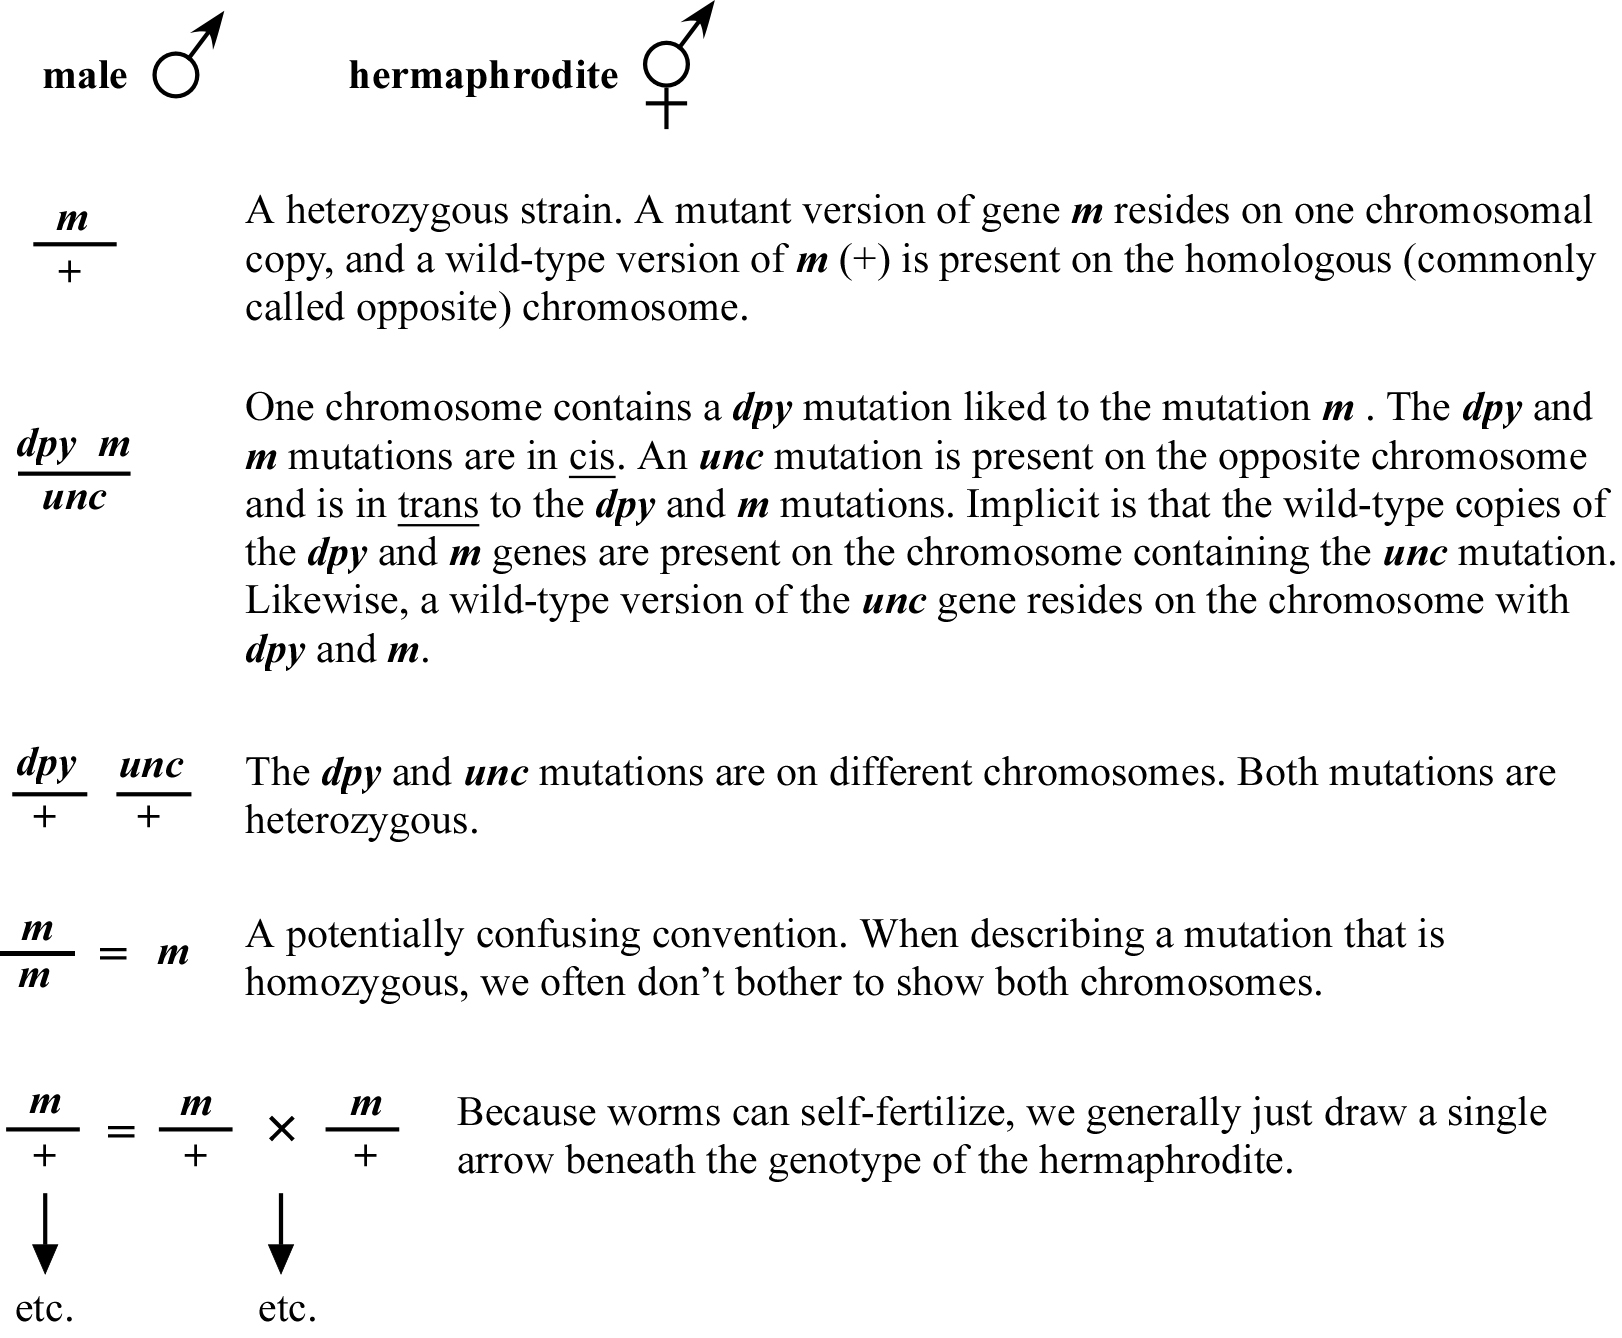 male hermaphrodite
m
+
A heterozygous strain. A mutant version of gene m resides on one chromosomal
copy, and a wild-type version of m (+) is present on the homologous (commonly
called opposite) chromosome.
dpy m
unc
One chromosome contains a dpy mutation liked to the mutation m . The dpy and
m mutations are in cis. An unc mutation is present on the opposite chromosome
and is in trans to the dpy and m mutations. Implicit is that the wild-type copies of
the dpy and m genes are present on the chromosome containing the unc mutation.
Likewise, a wild-type version of the unc gene resides on the chromosome with
dpy and m.
dpy unc
+ +
The dpy and unc mutations are on different chromosomes. Both mutations are
heterozygous.
m
m
= m
A potentially confusing convention. When describing a mutation that is
homozygous, we often don’t bother to show both chromosomes.
m m m
= ×
+ + +
Because worms can self-fertilize, we generally just draw a single
arrow beneath the genotype of the hermaphrodite.
etc. etc.